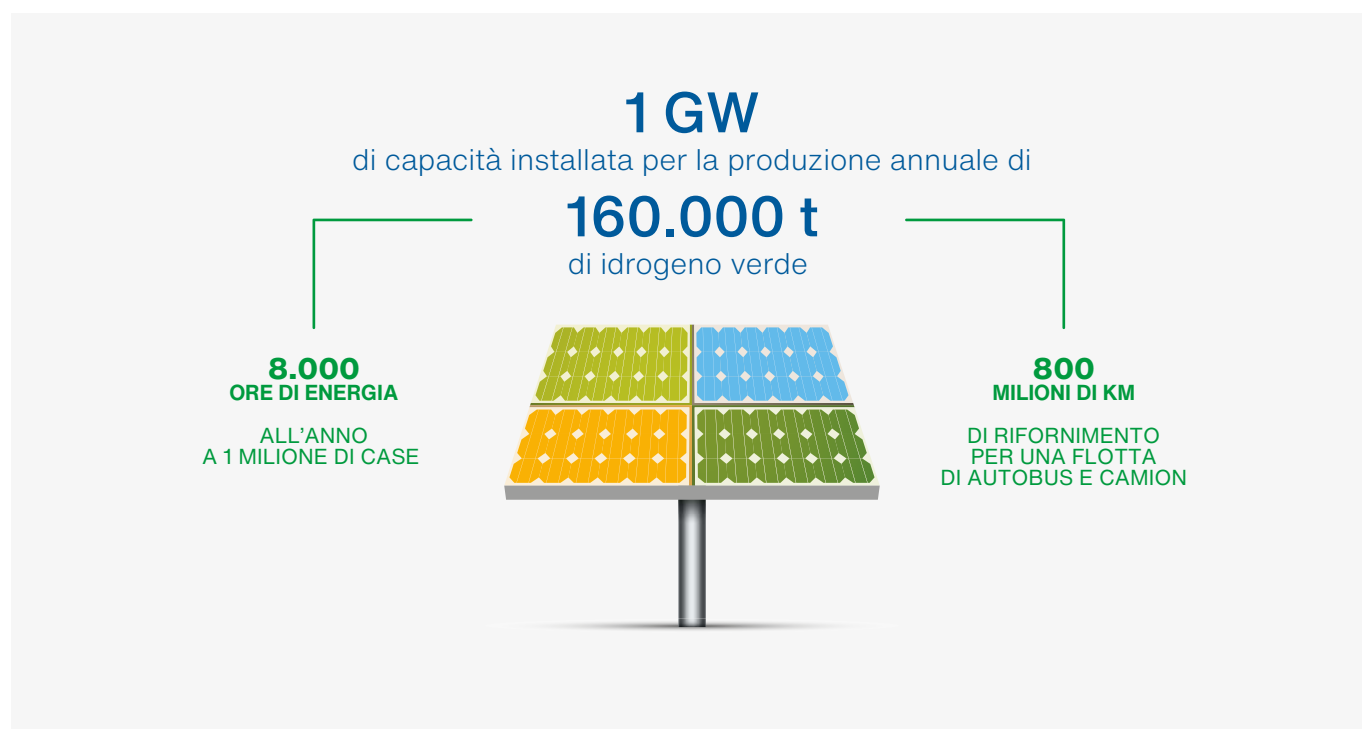 1 GW
di capacità installata per la produzione annuale di
160.000 t
di idrogeno verde
8.000
ORE DI ENERGIA
ALL'ANNO
A 1 MILIONE DI CASE
800
MILIONI DI KM
DI RIFORNIMENTO
PER UNA FLOTTA
DI AUTOBUS E CAMION